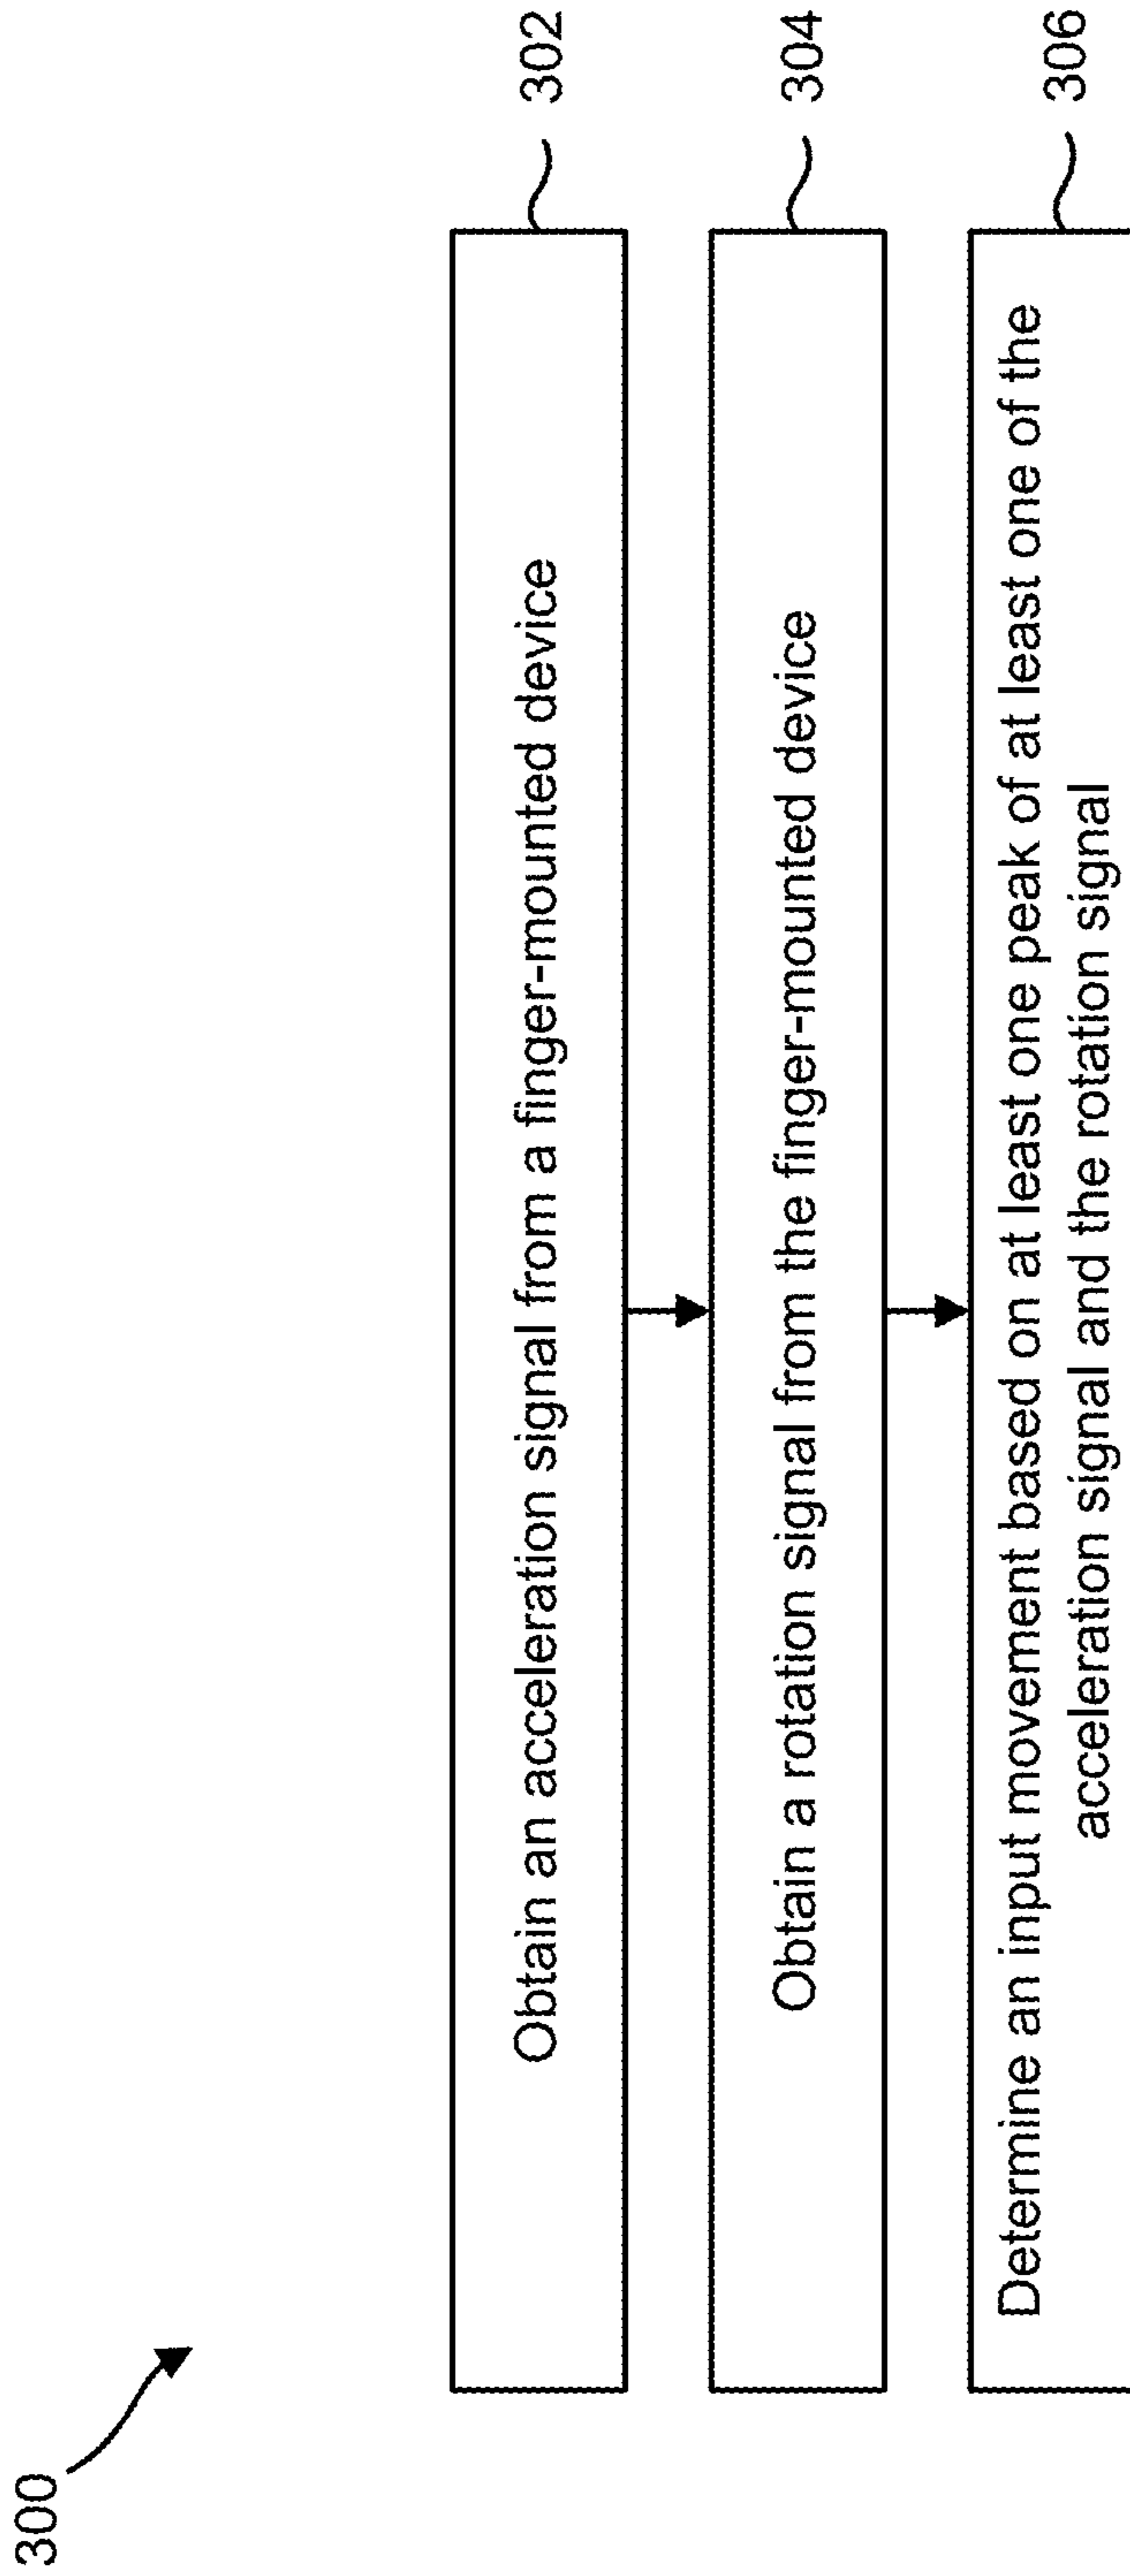 300
Obtain an acceleration signal from a finger-mounted device
302
Obtain a rotation signal from the finger-mounted device
304
Determine an input movement based on at least one peak of at least one of the
acceleration signal and the rotation signal
306